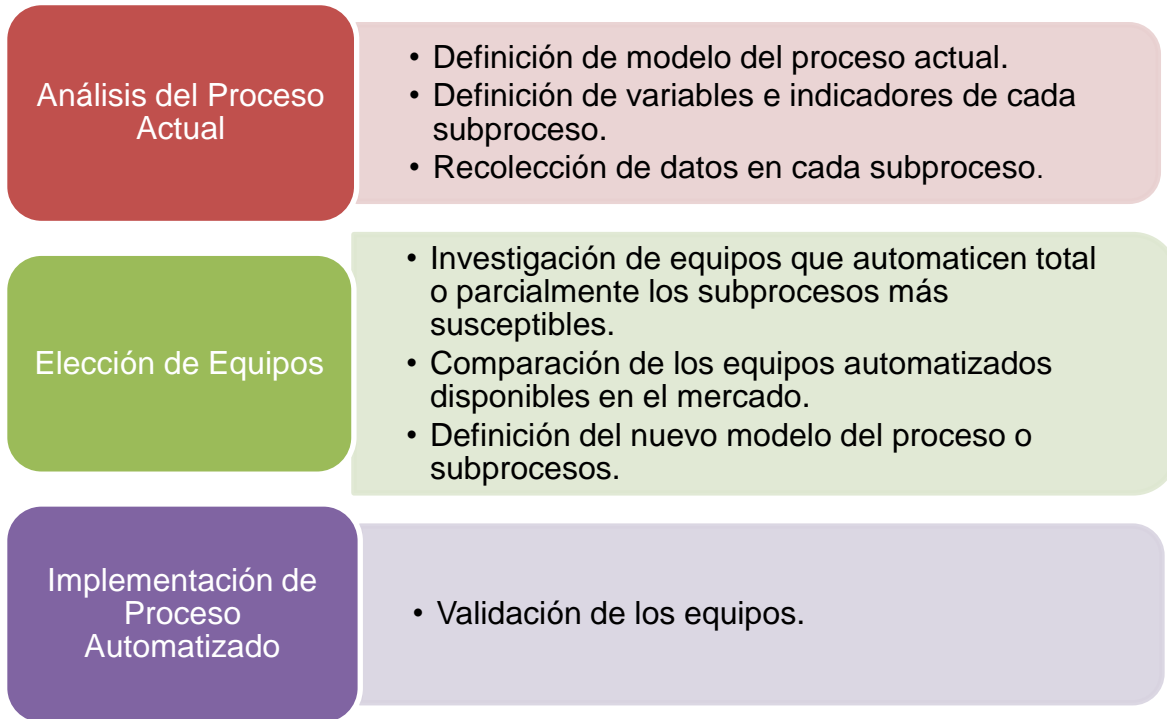 Análisis del Proceso
Actual
• Definición de modelo del proceso actual.
• Definición de variables e indicadores de cada
subproceso.
• Recolección de datos en cada subproceso.
Elección de Equipos
• Investigación de equipos que automaticen total
o parcialmente los subprocesos más
susceptibles.
• Comparación de los equipos automatizados
disponibles en el mercado.
• Definición del nuevo modelo del proceso o
subprocesos.
Implementación de
Proceso
Automatizado
• Validación de los equipos.